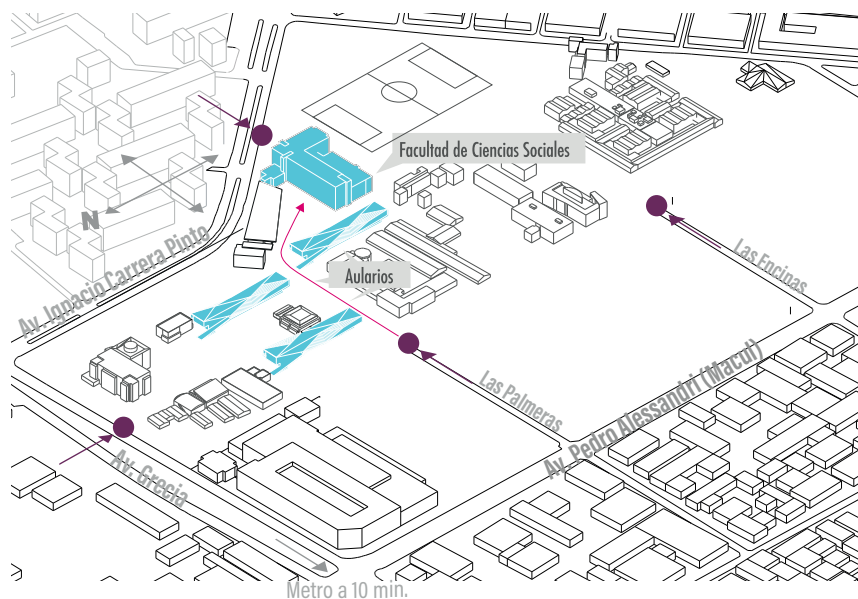 Facultad de Ciencias Sociales
N
Av. Ignacio Carrera Pinto
Las Encinas
Aularios
Las Palmeras
Av. Pedro Alessandri (Macul)
Av. Grecia
Metro a 10 min.